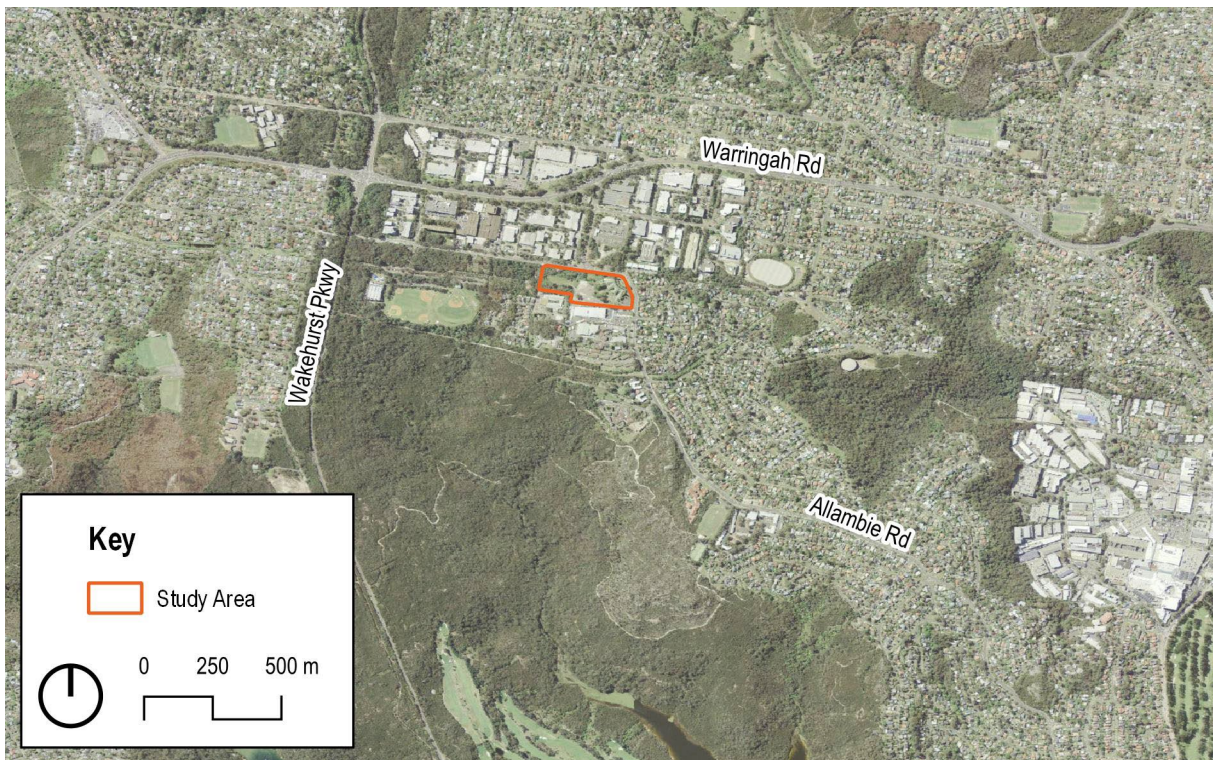 Warringah Rd
Wakehurst Pkwy
Allambie Rd
Key
Study Area
0 250 500 m